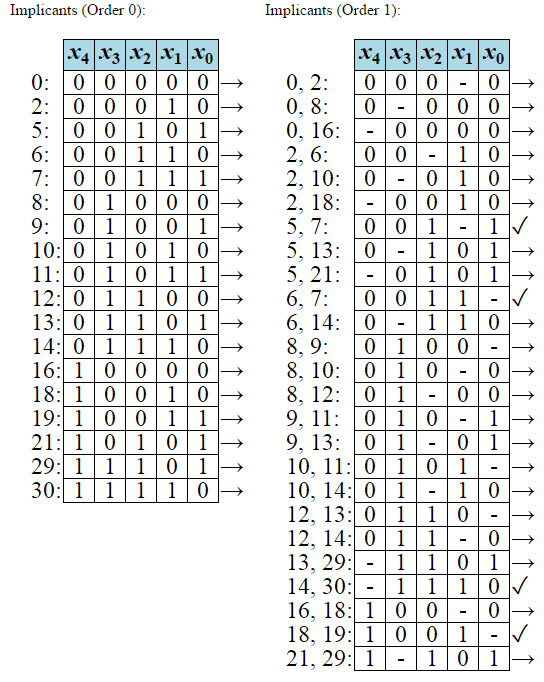 Implicants (Order 0):
x4 x3 x2 x1 x0
0: 0 0 0 0 0 →
2: 0 0 0 1 0 →
5: 0 0 1 0 1 →
6: 0 0 1 1 0 →
7: 0 0 1 1 1 →
8: 0 1 0 0 0 →
9: 0 1 0 0 1 →
10: 0 1 0 1 0 →
11: 0 1 0 1 1 →
12: 0 1 1 0 0 →
13: 0 1 1 0 1 →
14: 0 1 1 1 0 →
16: 1 0 0 0 0 →
18: 1 0 0 1 0 →
19: 1 0 0 1 1 →
21: 1 0 1 0 1 →
29: 1 1 1 0 1 →
30: 1 1 1 1 0 →
Implicants (Order 1):
x4 x3 x2 x1 x0
0, 2: 0 0 0 - 0 →
0, 8: 0 - 0 0 0 →
0, 16: - 0 0 0 0 →
2, 6: 0 0 - 1 0 →
2, 10: 0 - 0 1 0 →
2, 18: - 0 0 1 0 →
5, 7: 0 0 1 - 1 ✓
5, 13: 0 - 1 0 1 →
5, 21: - 0 1 0 1 →
6, 7: 0 0 1 1 - ✓
6, 14: 0 - 1 1 0 →
8, 9: 0 1 0 0 - →
8, 10: 0 1 0 - 0 →
8, 12: 0 1 - 0 0 →
9, 11: 0 1 0 - 1 →
9, 13: 0 1 - 0 1 →
10, 11: 0 1 0 1 - →
10, 14: 0 1 - 1 0 →
12, 13: 0 1 1 0 - →
12, 14: 0 1 1 - 0 →
13, 29: - 1 1 0 1 →
14, 30: - 1 1 1 0 ✓
16, 18: 1 0 0 - 0 →
18, 19: 1 0 0 1 - ✓
21, 29: 1 - 1 0 1 →